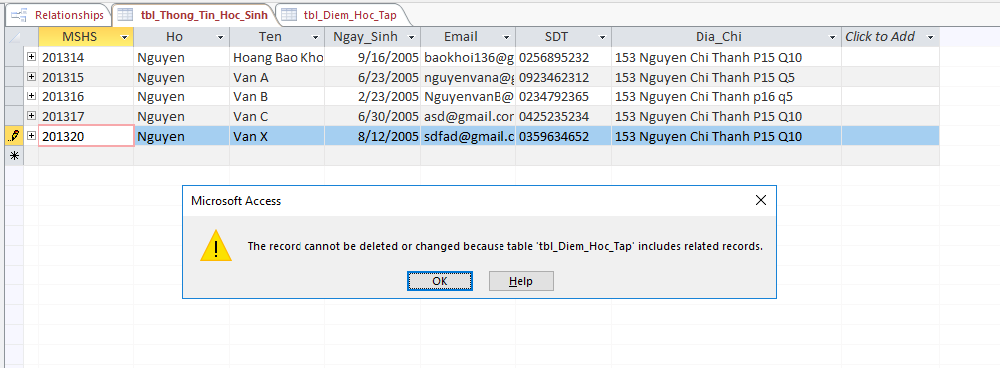 Relationships tbl_Thong_Tin_Hoc_Sinh tbl_Diem_Hoc_Tap
MSHS Ho Ten Ngay_Sinh Email SDT Dia_Chi Click to Add
201314 Nguyen Hoang Bao Kho 9/16/2005 baokhoi136@g 0256895232 153 Nguyen Chi Thanh P15 Q10
201315 Nguyen Van A 6/23/2005 nguyenvana@g 0923462312 153 Nguyen Chi Thanh P15 Q5
201316 Nguyen Van B 2/23/2005 NguyenvanB@ 0234792365 153 Nguyen Chi Thanh p16 q5
201317 Nguyen Van C 6/30/2005 asd@gmail.cor 0425235234 153 Nguyen Chi Thanh P15 Q10
201320 Nguyen Van X 8/12/2005 sdfad@gmail.c 0359634652 153 Nguyen Chi Thanh P15 Q10
Microsoft Access
The record cannot be deleted or changed because table 'tbl_Diem_Hoc_Tap' includes related records.
OK Help